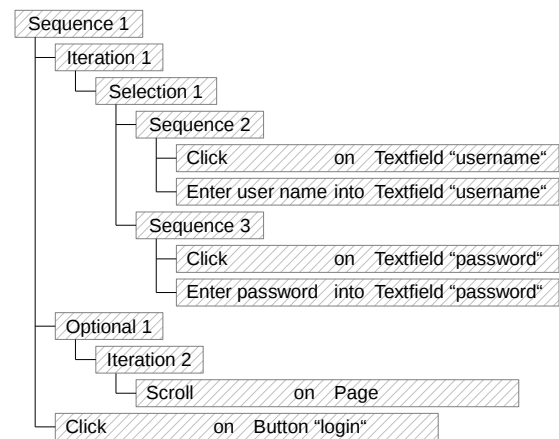 Sequence 1
Iteration 1
Selection 1
Sequence 2
Click on Textfield “username“
Enter user name into Textfield “username“
Sequence 3
Click on Textfield “password“
Enter password into Textfield “password“
Optional 1
Iteration 2
Scroll on Page
Click on Button “login“